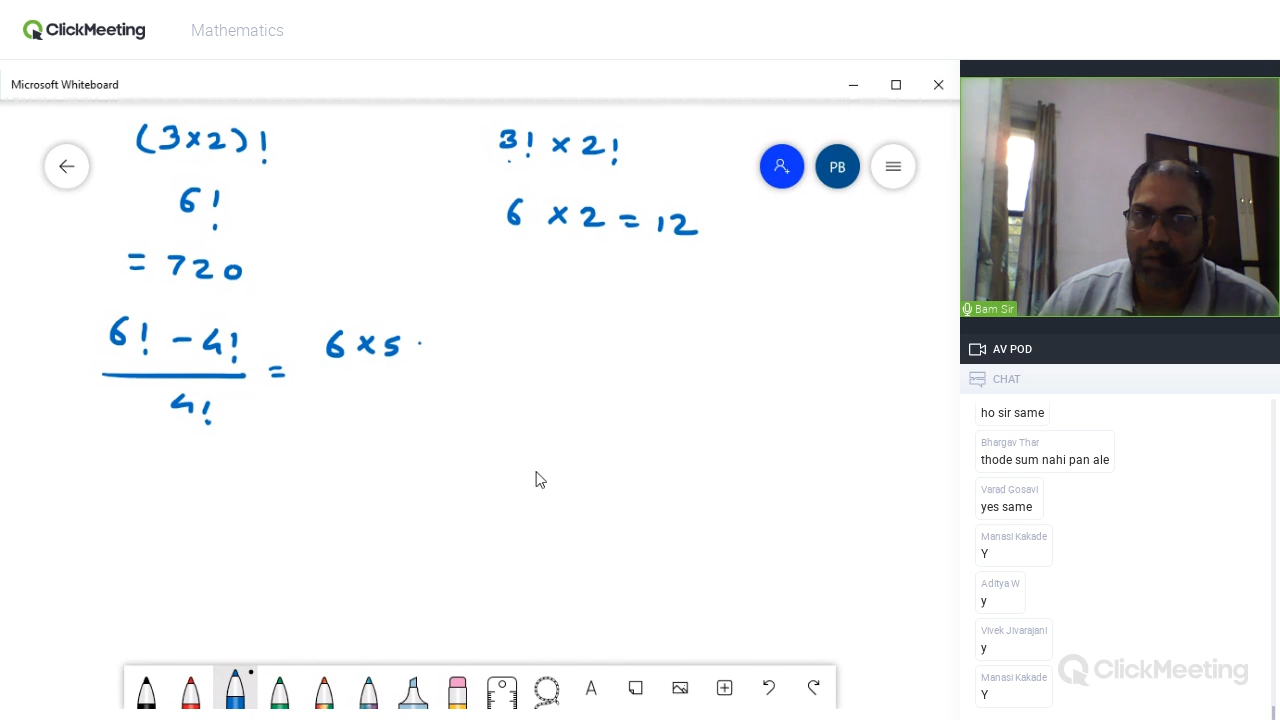 ClickMeeting
Mathematics
Microsoft Whiteboard
(3×2)!
6!
= 720
3! × 2!
6 × 2 = 12
6! - 4!
4!
= 6 × 5 ·
PB
Bam Sir
AV POD
CHAT
ho sir same
Bhargav Thar
thode sum nahi pan ale
Varad Gosavi
yes same
Manasi Kakade
Y
Aditya W
y
Vivek Jivarajani
y
Manasi Kakade
Y
ClickMeeting
A